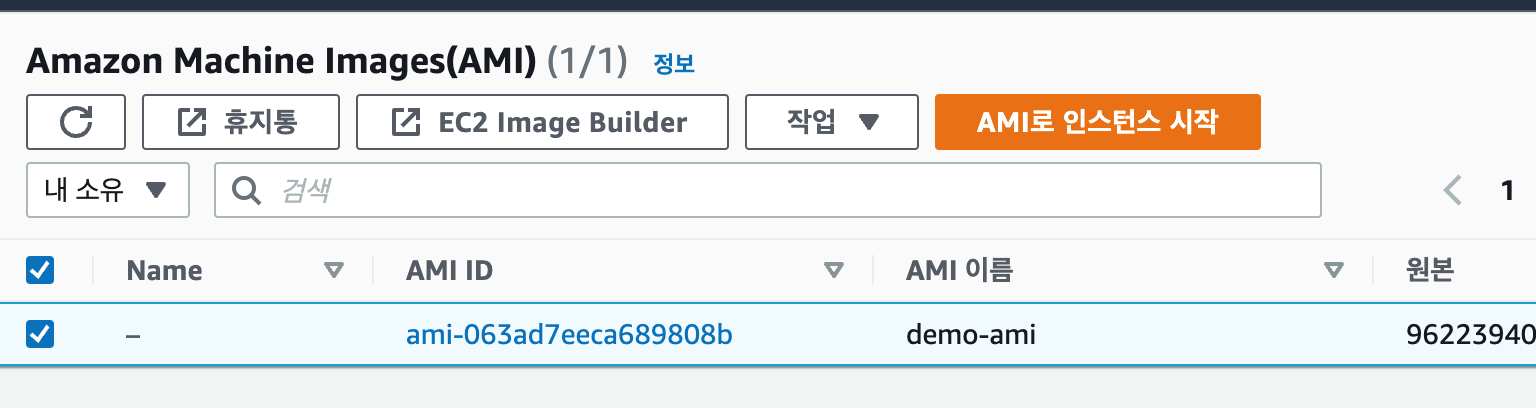 Amazon Machine Images(AMI) (1/1) 정보
휴지통 EC2 Image Builder 작업 AMI로 인스턴스 시작
내 소유 검색 1
Name AMI ID AMI 이름 원본
– ami-063ad7eeca689808b demo-ami 96223940